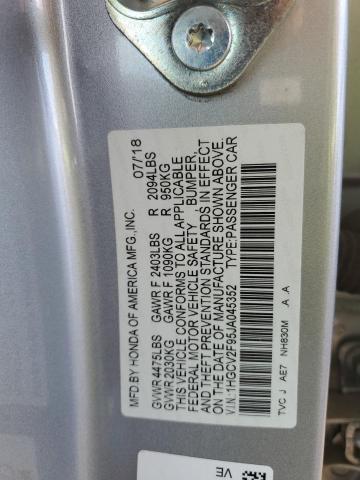 MFD. BY HONDA OF AMERICA MFG.,INC. 07/18
GVWR 4475LBS GAWR F 2403LBS R 2094LBS
GVWR 2030KG GAWR F 1090KG R 950KG
THIS VEHICLE CONFORMS TO ALL APPLICABLE
FEDERAL MOTOR VEHICLE SAFETY, BUMPER,
AND THEFT PREVENTION STANDARDS IN EFFECT
ON THE DATE OF MANUFACTURE SHOWN ABOVE.
V.I.N.:1HGCV2F95JA045352 TYPE:PASSENGER CAR
TVC J AE7 NH830M A A
VE